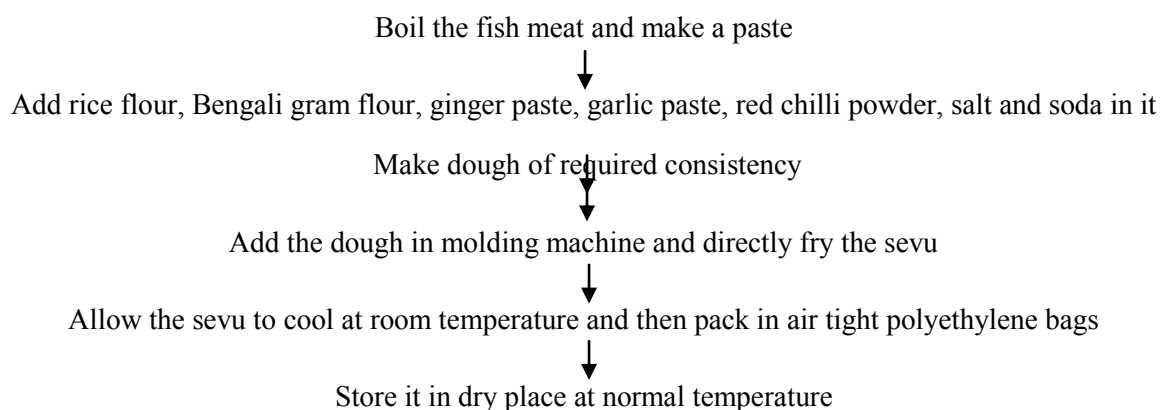 Boil the fish meat and make a paste
Add rice flour, Bengali gram flour, ginger paste, garlic paste, red chilli powder, salt and soda in it
Make dough of required consistency
Add the dough in molding machine and directly fry the sevu
Allow the sevu to cool at room temperature and then pack in air tight polyethylene bags
Store it in dry place at normal temperature